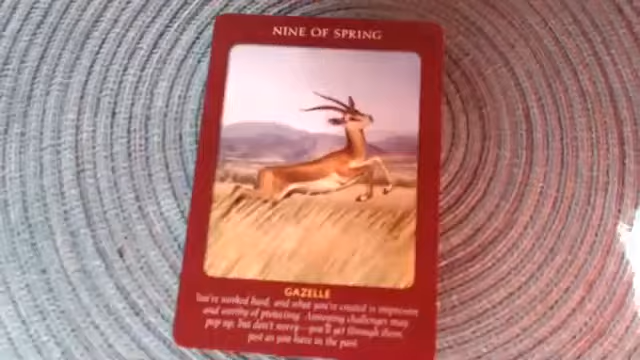 NINE OF SPRING
GAZELLE
You've worked hard, and what you've created is impressive
and worthy of protecting. Annoying challenges may
pop up, but don't worry—you'll get through them,
just as you have in the past.